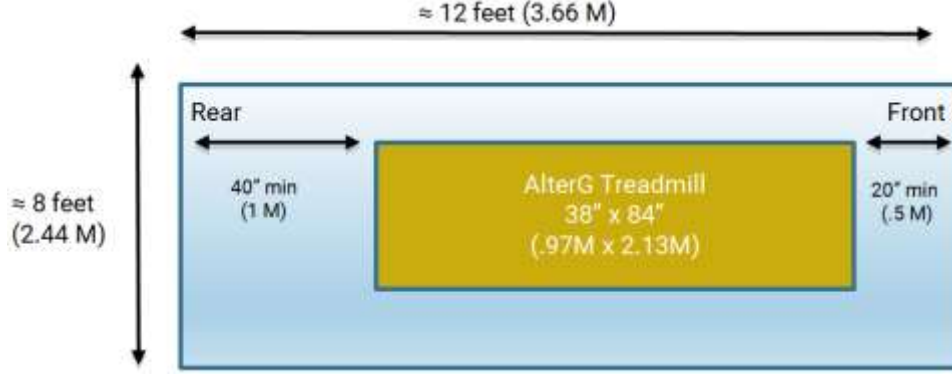 ≈ 12 feet (3.66 M)
Rear
Front
40” min
(1 M)
AlterG Treadmill
38” x 84”
(.97M x 2.13M)
20” min
(.5 M)
≈ 8 feet
(2.44 M)